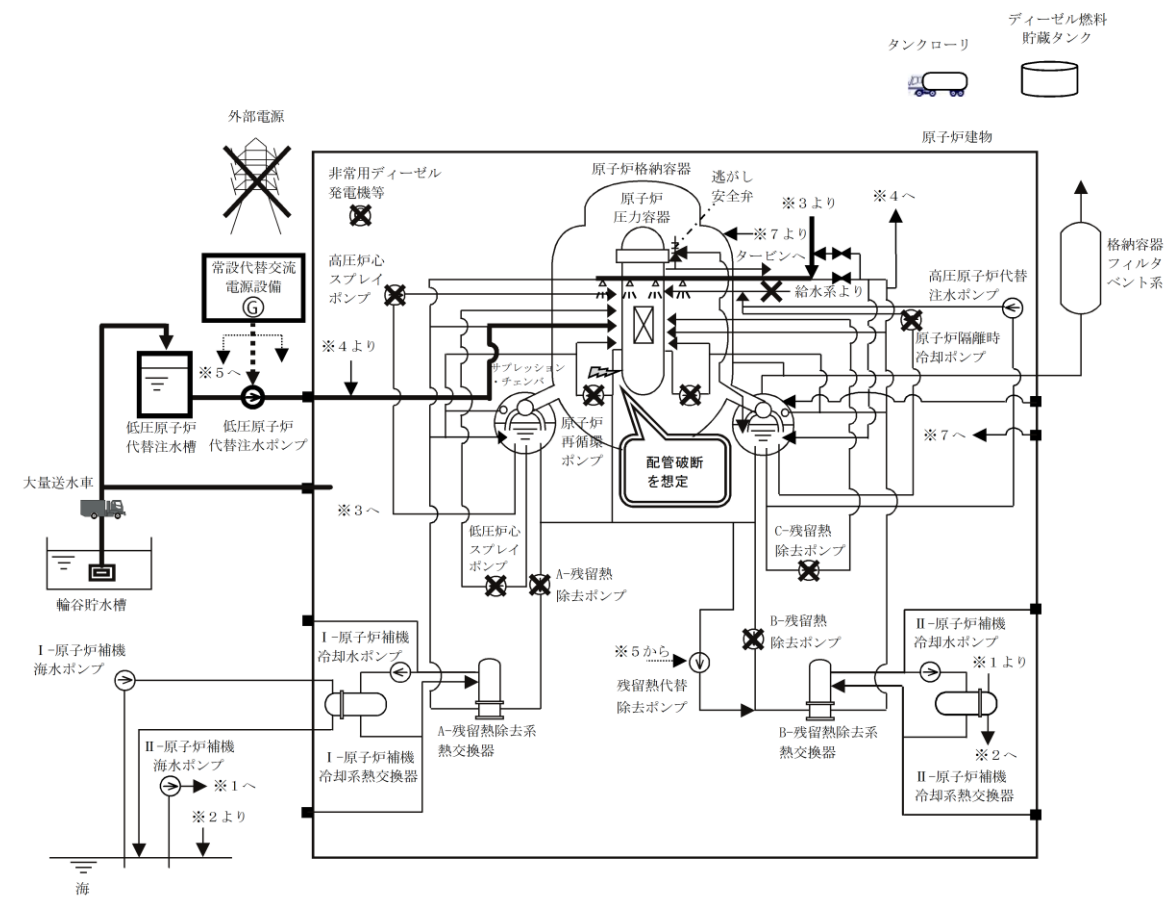 ディーゼル燃料
貯蔵タンク
タンクローリ
外部電源
原子炉建物
非常用ディーゼル
発電機等
原子炉格納容器
原子炉
圧力容器
逃がし
安全弁
※3より
※4へ
※7より
タービンへ
格納容器
フィルタ
ベント系
常設代替交流
電源設備
G
高圧炉心
スプレイ
ポンプ
高圧原子炉代替
注水ポンプ
給水系より
原子炉隔離時
冷却ポンプ
※4より
※5へ
サプレッション
・チェンバ
低圧原子炉
代替注水槽
低圧原子炉
代替注水ポンプ
原子炉
再循環
ポンプ
配管破断
を想定
※7へ
大量送水車
※3へ
輪谷貯水槽
低圧炉心
スプレイ
ポンプ
A-残留熱
除去ポンプ
C-残留熱
除去ポンプ
B-残留熱
除去ポンプ
Ⅰ-原子炉補機
海水ポンプ
Ⅰ-原子炉補機
冷却水ポンプ
※5から
残留熱代替
除去ポンプ
Ⅱ-原子炉補機
冷却水ポンプ
※1より
※2へ
A-残留熱除去系
熱交換器
B-残留熱除去系
熱交換器
Ⅱ-原子炉補機
海水ポンプ
※1へ
※2より
Ⅰ-原子炉補機
冷却系熱交換器
Ⅱ-原子炉補機
冷却系熱交換器
海